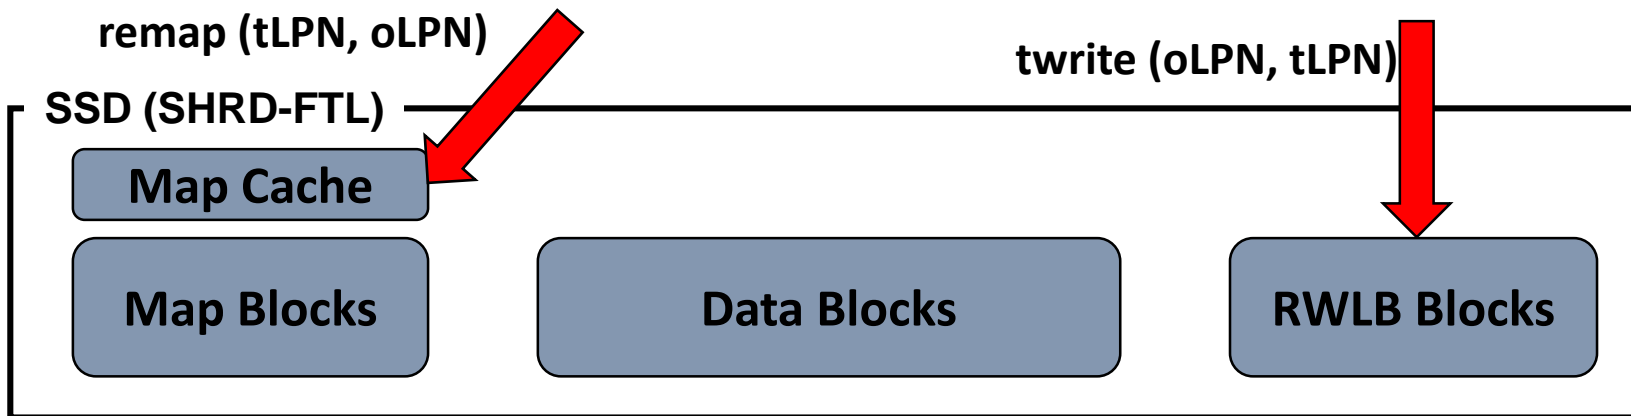 remap (tLPN, oLPN)
twrite (oLPN, tLPN)
SSD (SHRD-FTL)
Map Cache
Map Blocks
Data Blocks
RWLB Blocks